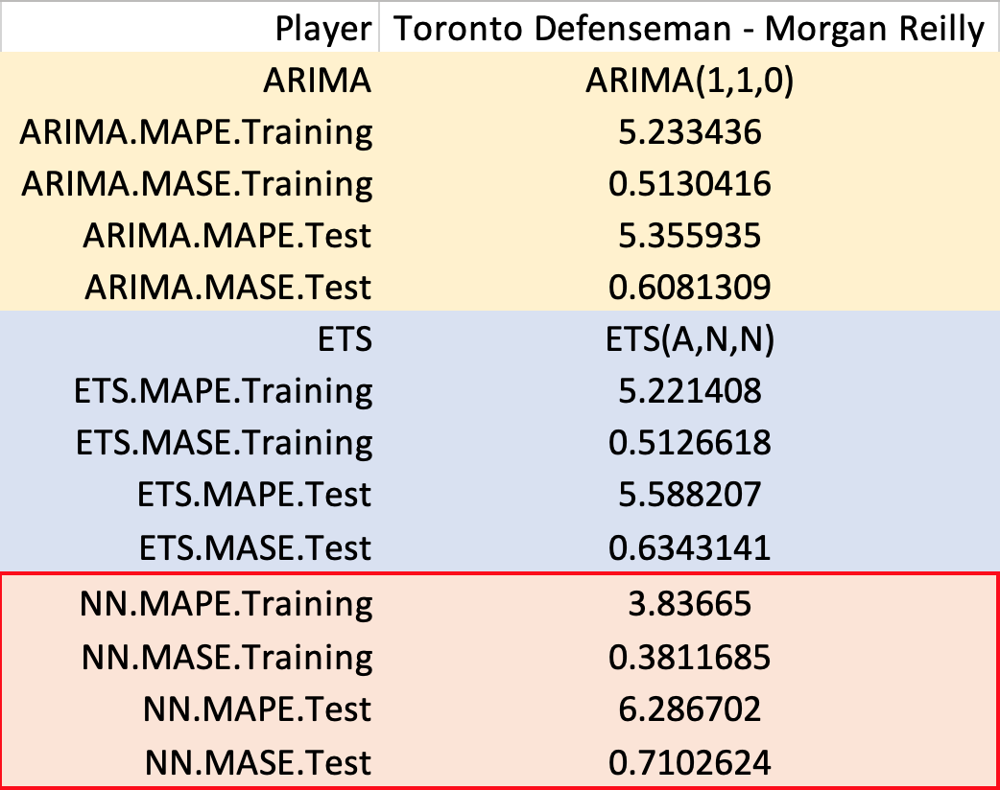 Player Toronto Defenseman - Morgan Reilly
ARIMA ARIMA(1,1,0)
ARIMA.MAPE.Training 5.233436
ARIMA.MASE.Training 0.5130416
ARIMA.MAPE.Test 5.355935
ARIMA.MASE.Test 0.6081309
ETS ETS(A,N,N)
ETS.MAPE.Training 5.221408
ETS.MASE.Training 0.5126618
ETS.MAPE.Test 5.588207
ETS.MASE.Test 0.6343141
NN.MAPE.Training 3.83665
NN.MASE.Training 0.3811685
NN.MAPE.Test 6.286702
NN.MASE.Test 0.7102624